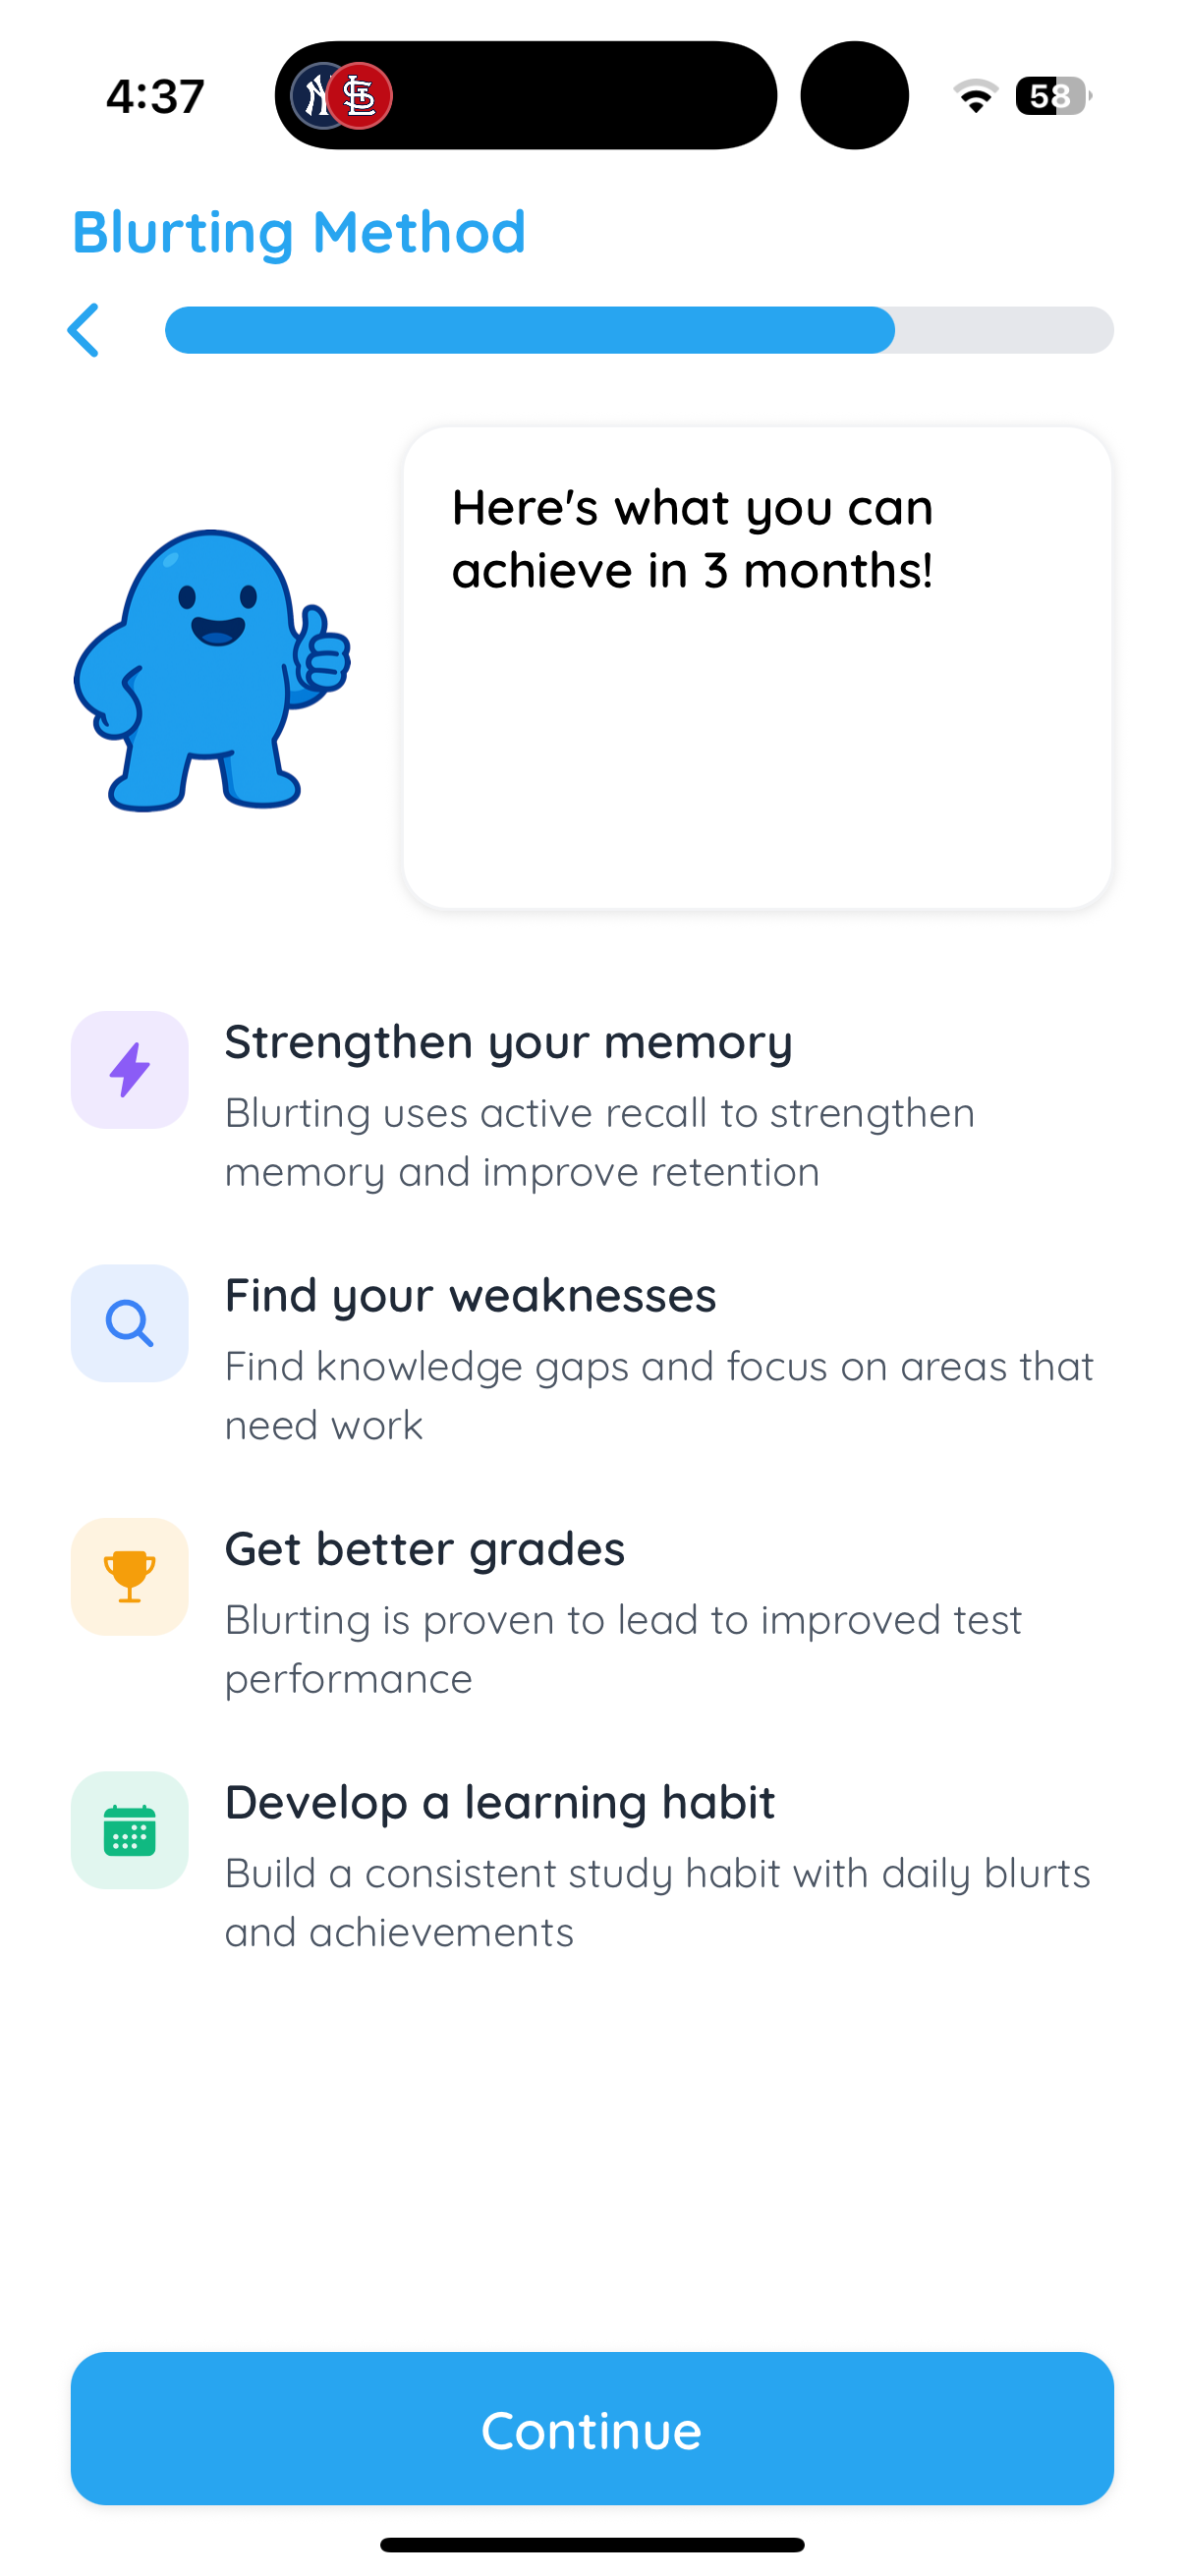 4:37
58
Blurting Method
Here's what you can
achieve in 3 months!
Strengthen your memory
Blurting uses active recall to strengthen
memory and improve retention
Find your weaknesses
Find knowledge gaps and focus on areas that
need work
Get better grades
Blurting is proven to lead to improved test
performance
Develop a learning habit
Build a consistent study habit with daily blurts
and achievements
Continue